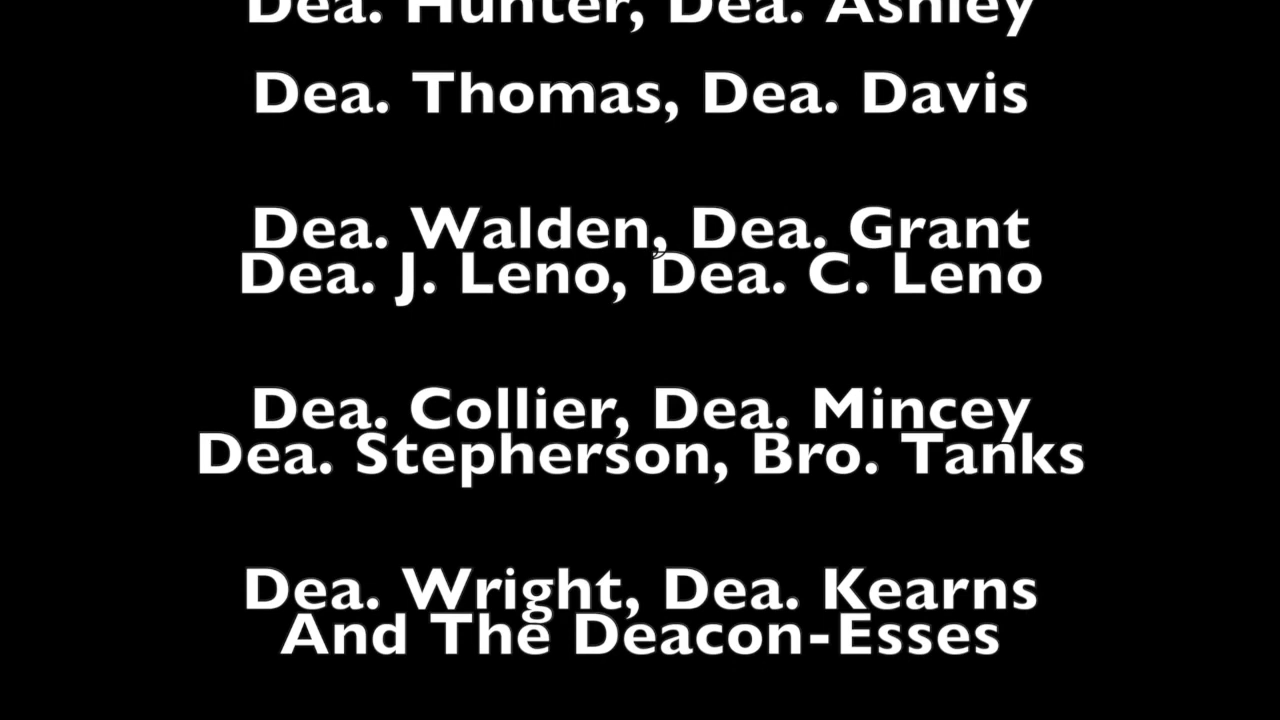 Dea. Hunter, Dea. Ashley
Dea. Thomas, Dea. Davis
Dea. Walden, Dea. Grant
Dea. J. Leno, Dea. C. Leno
Dea. Collier, Dea. Mincey
Dea. Stepherson, Bro. Tanks
Dea. Wright, Dea. Kearns
And The Deacon-Esses